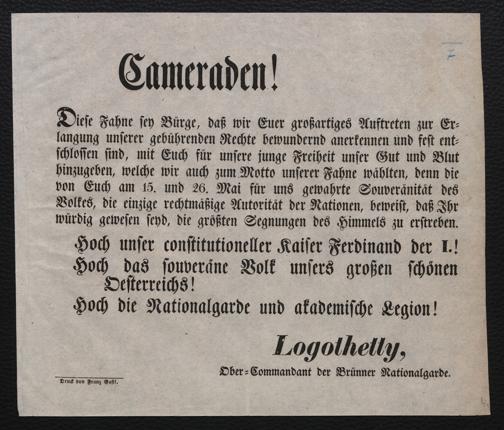 Cameraden!
Diese Fahne sey Bürge, daß wir Euer großartiges Auftreten zur Er-
langung unserer gebührenden Rechte bewundernd anerkennen und fest ent-
schlossen sind, mit Euch für unsere junge Freiheit unser Gut und Blut
hinzugeben, welche wir auch zum Motto unserer Fahne wählten, denn die
von Euch am 15. und 26. Mai für uns gewahrte Souveränität des
Volkes, die einzige rechtmäßige Autorität der Nationen, beweist, daß Ihr
würdig gewesen seyd, die größten Segnungen des Himmels zu erstreben.
Hoch unser constitutioneller Kaiser Ferdinand der I.!
Hoch das souveräne Volk unsers großen schönen
Oesterreichs!
Hoch die Nationalgarde und akademische Legion!
Logothetty,
Ober-Commandant der Brünner Nationalgarde.
Druck von Franz Gastl.